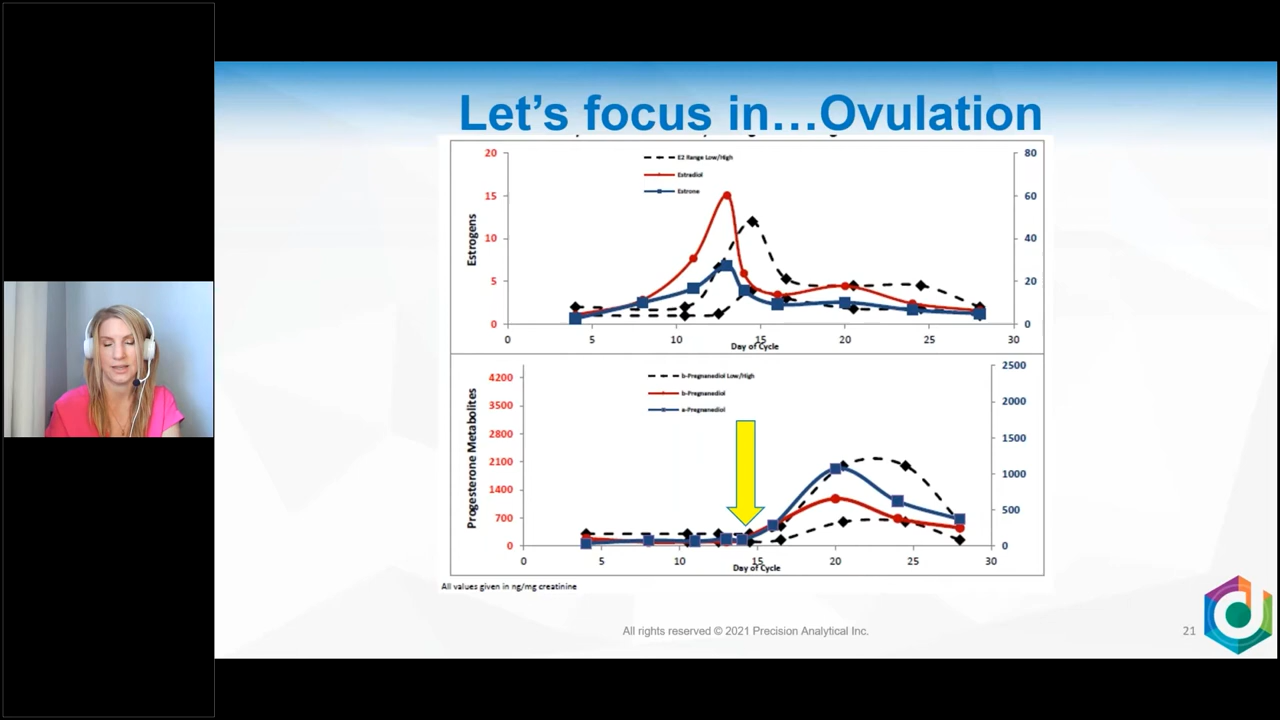 Let's focus in...Ovulation
20
15
10
5
0
Estrogens
E2 Range Low/High
Estradiol
Estrone
80
60
40
20
0
0
5
10
15
20
25
30
Day of Cycle
4200
3500
2800
2100
1400
700
0
Progesterone Metabolites
b-Pregnanediol Low/High
b-Pregnanediol
a-Pregnanediol
2500
2000
1500
1000
500
0
0
5
10
15
20
25
30
Day of Cycle
All values given in ng/mg creatinine
All rights reserved © 2021 Precision Analytical Inc.
21